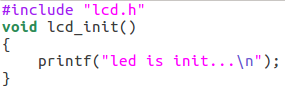 #include "lcd.h"
void lcd_init()
{
    printf("led is init...\n");
}